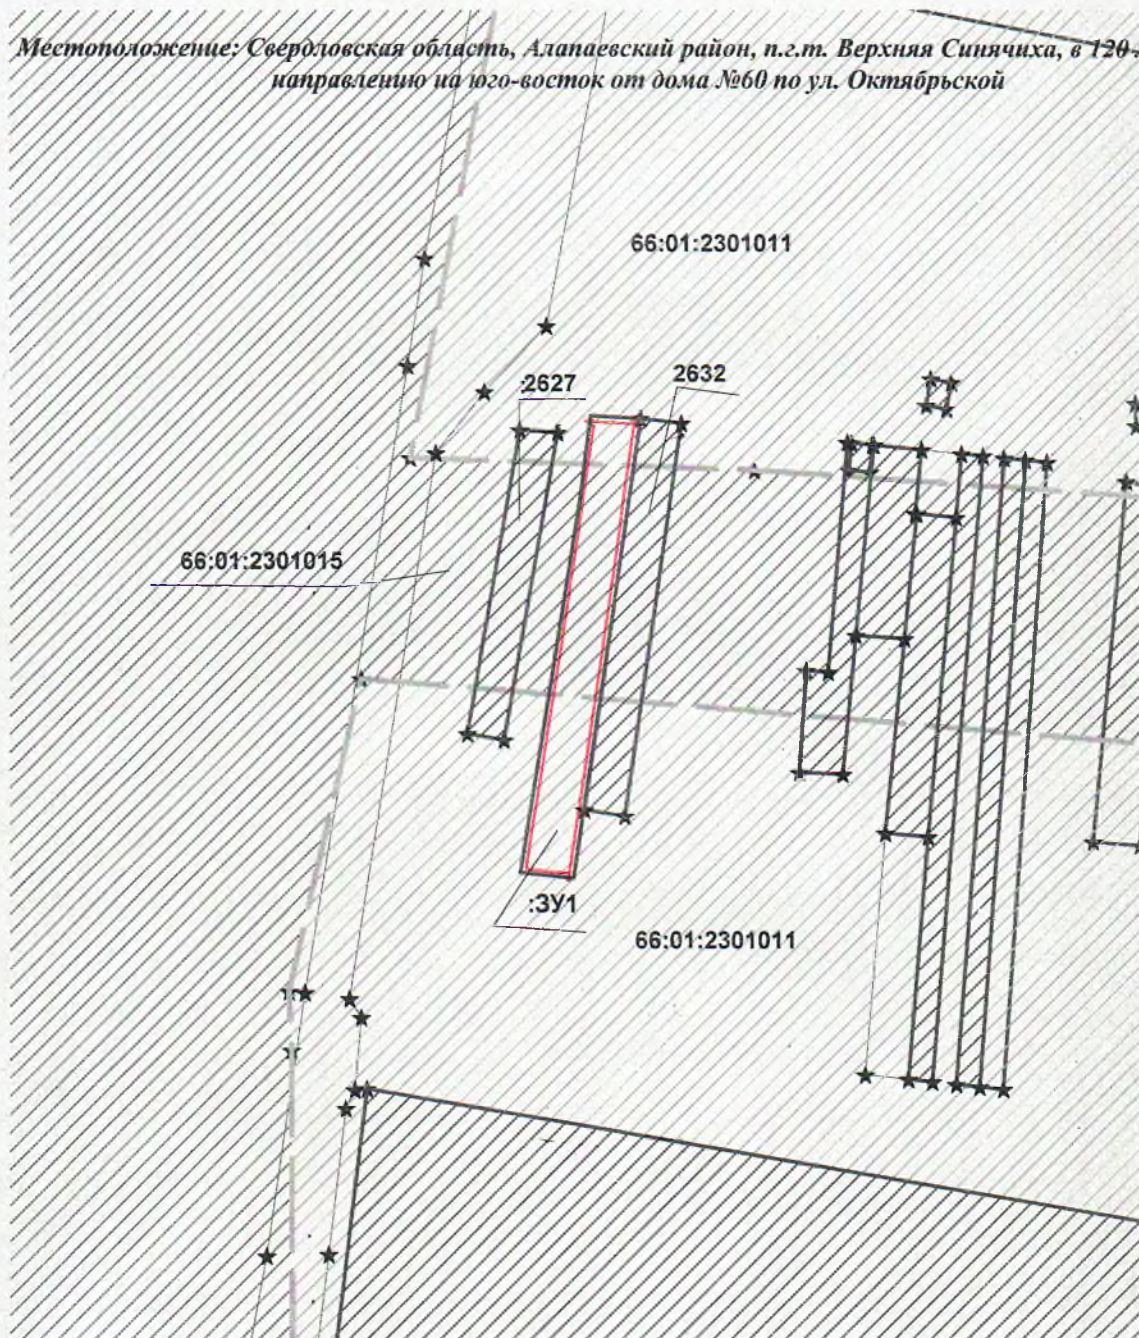 Местоположение: Свердловская область, Алапаевский район, п.г.т. Верхняя Синячиха, в 120
направлению на юго-восток от дома №60 по ул. Октябрьской
66:01:2301011
:2627
2632
66:01:2301015
:ЗУ1
66:01:2301011